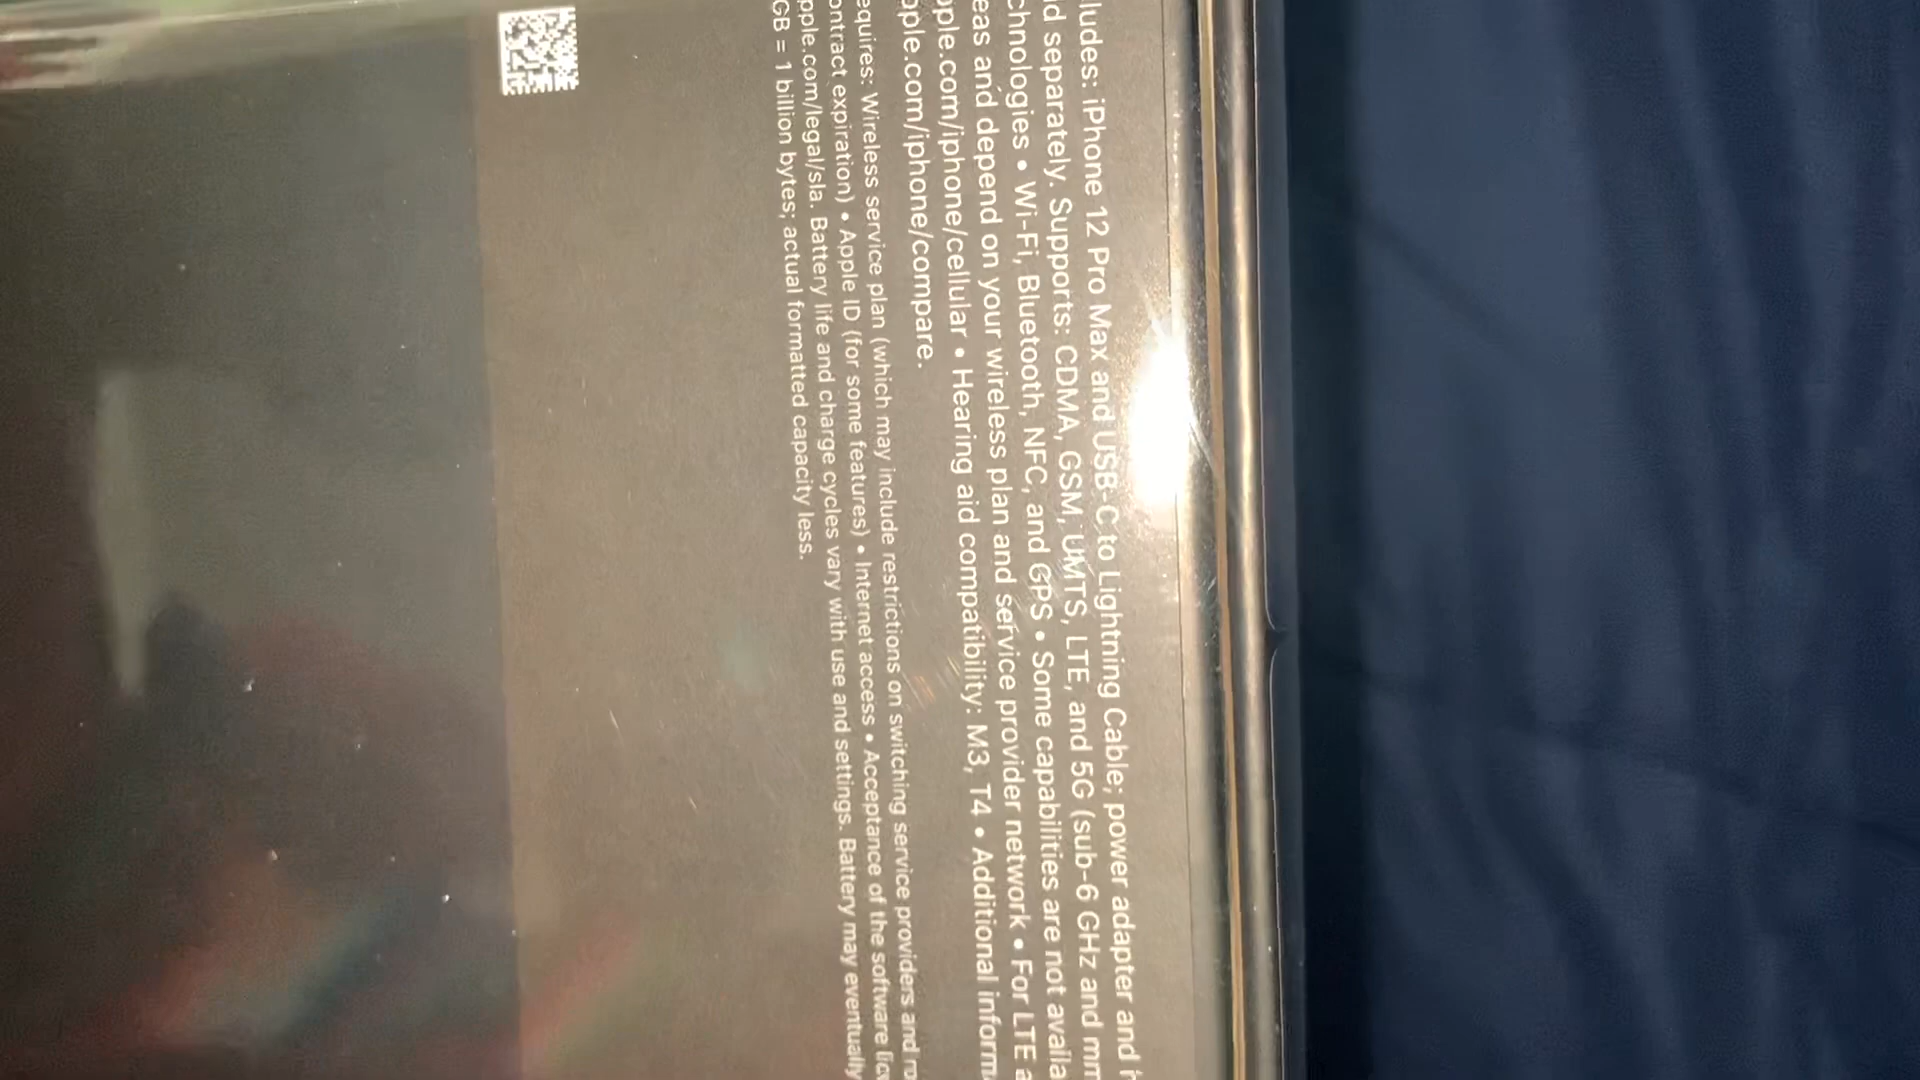 ludes: iPhone 12 Pro Max and USB-C to Lightning Cable; power adapter and
d separately. Supports: CDMA, GSM, UMTS, LTE, and 5G (sub-6 GHz and
chnologies • Wi-Fi, Bluetooth, NFC, and GPS • Some capabilities are not availa
eas and depend on your wireless plan and service provider network • For LTE
pple.com/iphone/cellular • Hearing aid compatibility: M3, T4 • Additional inform
pple.com/iphone/compare.
equires: Wireless service plan (which may include restrictions on switching service providers and
ontract expiration) • Apple ID (for some features) • Internet access • Acceptance of the software
pple.com/legal/sla. Battery life and charge cycles vary with use and settings. Battery may eventually
GB = 1 billion bytes; actual formatted capacity less.